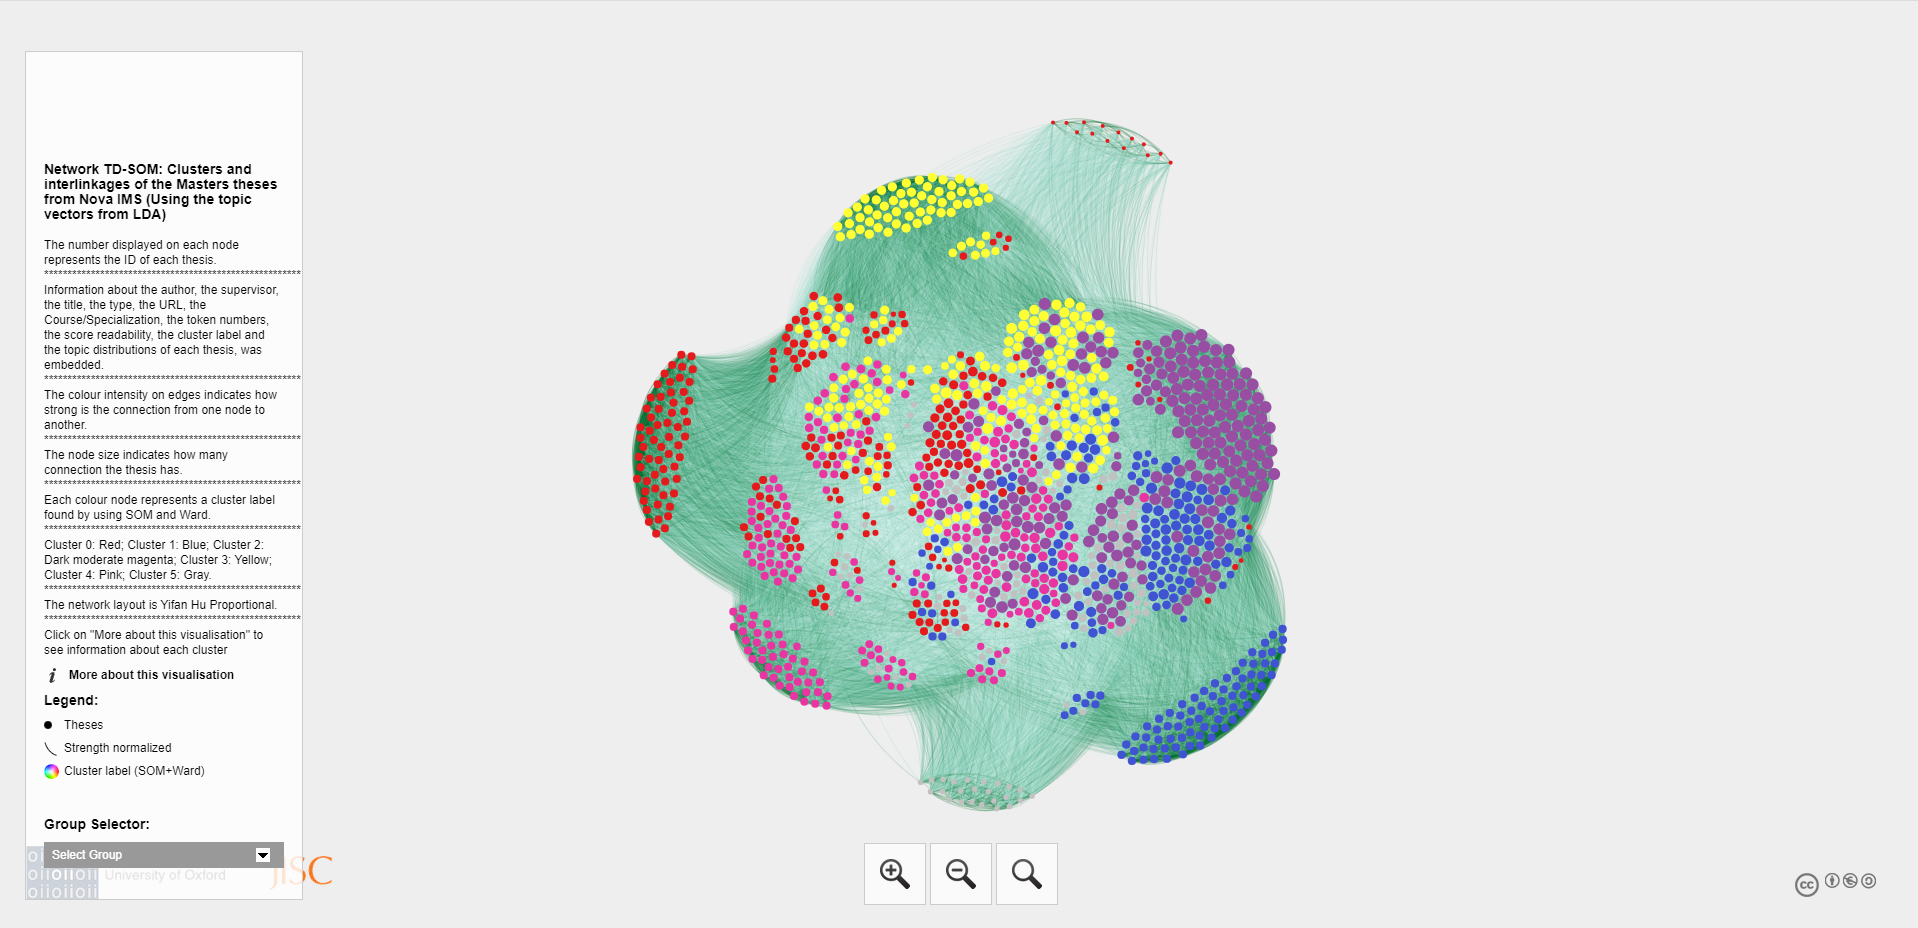 Network TD-SOM: Clusters and
interlinkages of the Masters theses
from Nova IMS (Using the topic
vectors from LDA)
The number displayed on each node
represents the ID of each thesis.
************************************************************
Information about the author, the supervisor,
the title, the type, the URL, the
Course/Specialization, the token numbers,
the score readability, the cluster label and
the topic distributions of each thesis, was
embedded.
************************************************************
The colour intensity on edges indicates how
strong is the connection from one node to
another.
************************************************************
The node size indicates how many
connection the thesis has.
************************************************************
Each colour node represents a cluster label
found by using SOM and Ward.
************************************************************
Cluster 0: Red; Cluster 1: Blue; Cluster 2:
Dark moderate magenta; Cluster 3: Yellow;
Cluster 4: Pink; Cluster 5: Gray.
************************************************************
The network layout is Yifan Hu Proportional.
************************************************************
Click on "More about this visualisation" to
see information about each cluster
i More about this visualisation
Legend:
Theses
Strength normalized
Cluster label (SOM+Ward)
Group Selector:
Select Group
oiioiioii University of Oxford
oiioiioii
JISC
cc